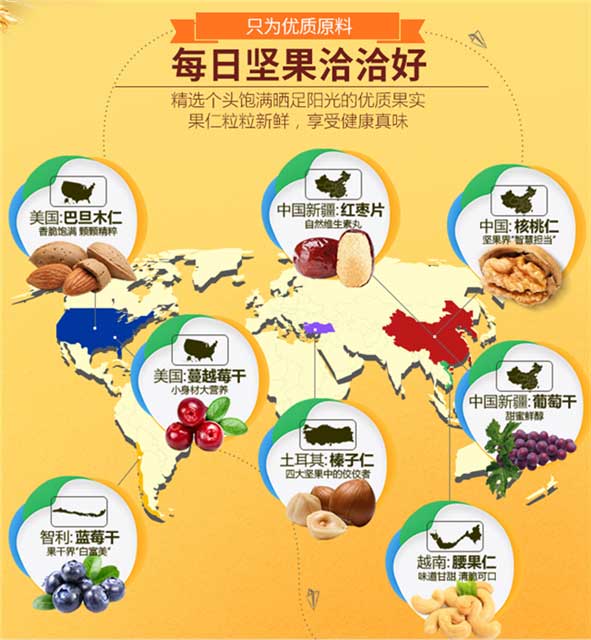 只为优质原料
每日坚果洽洽好
精选个头饱满晒足阳光的优质果实
果仁粒粒新鲜，享受健康真味
美国:巴旦木仁
香脆饱满 颗颗精粹
中国新疆:红枣片
自然维生素丸
中国:核桃仁
坚果界"智慧担当"
美国:蔓越莓干
小身材大营养
中国新疆:葡萄干
甜蜜鲜醇
土耳其:榛子仁
四大坚果中的佼佼者
智利:蓝莓干
果干界"白富美"
越南:腰果仁
味道甘甜 清脆可口